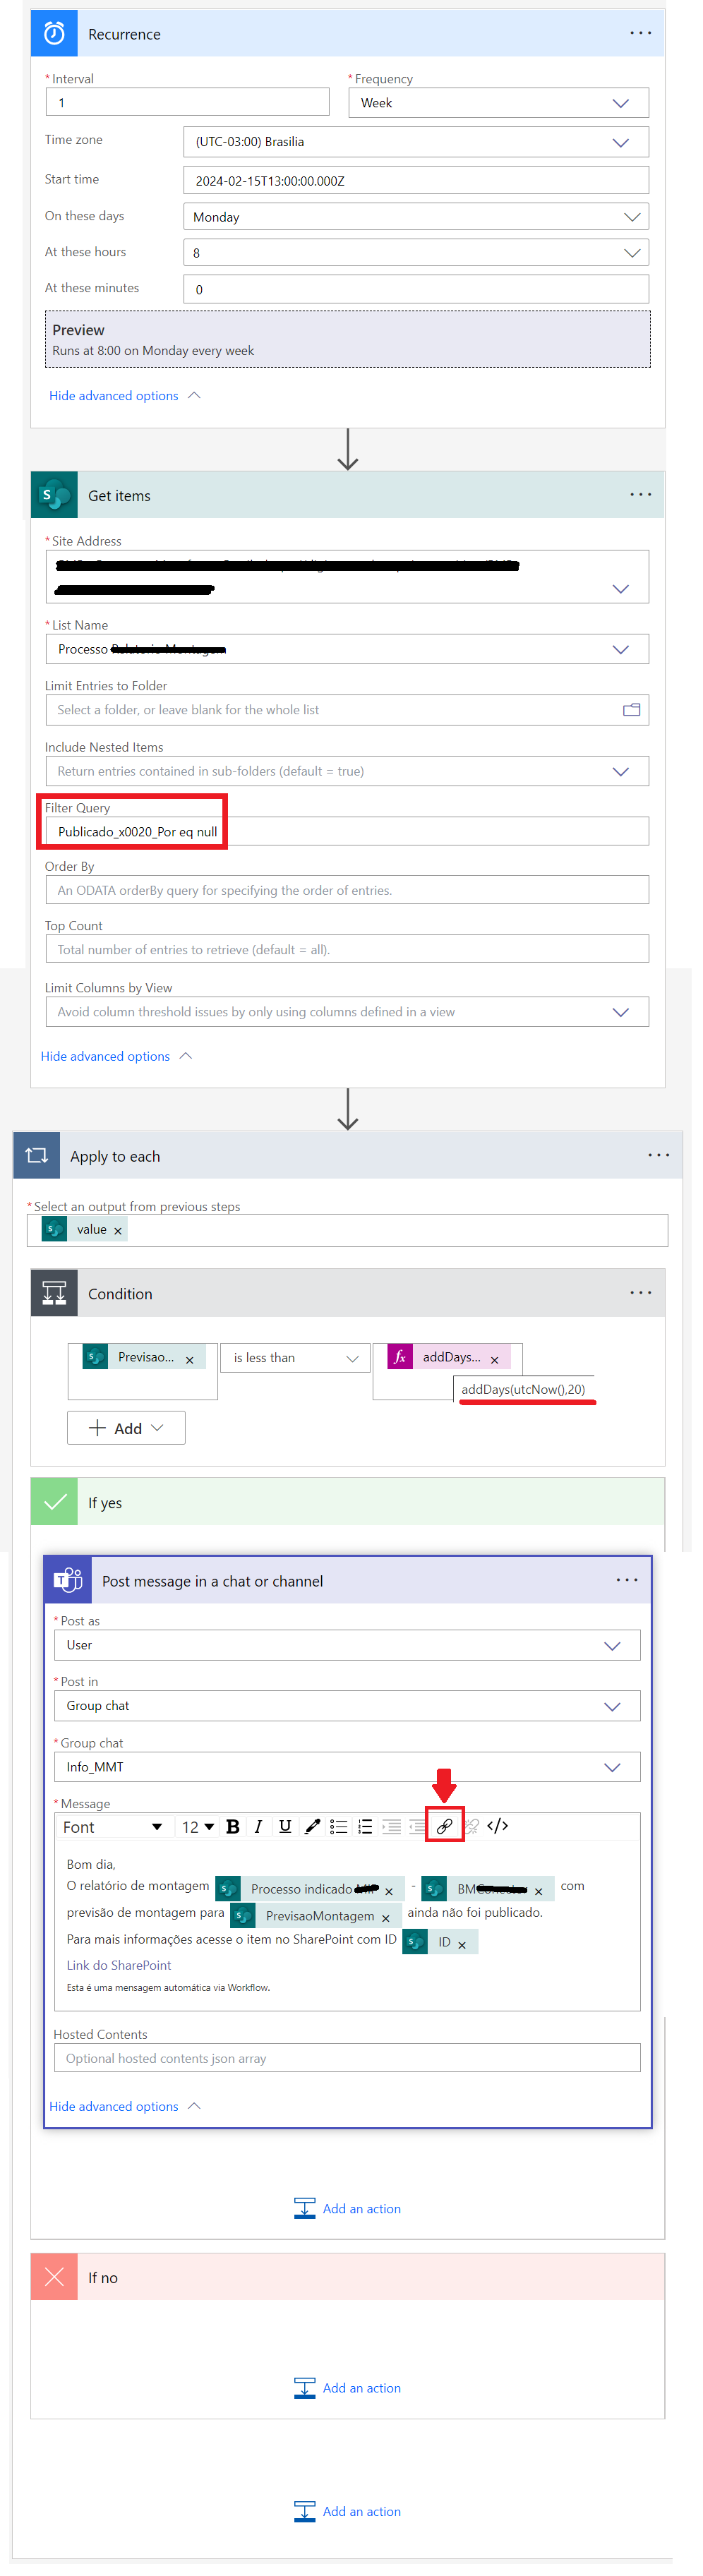 Recurrence
* Interval
1
* Frequency
Week
Time zone
(UTC-03:00) Brasilia
Start time
2024-02-15T13:00:00.000Z
On these days
Monday
At these hours
8
At these minutes
0
Preview
Runs at 8:00 on Monday every week
Hide advanced options
Get items
* Site Address
* List Name
Processo
Limit Entries to Folder
Select a folder, or leave blank for the whole list
Include Nested Items
Return entries contained in sub-folders (default = true)
Filter Query
Publicado_x0020_Por eq null
Order By
An ODATA orderBy query for specifying the order of entries.
Top Count
Total number of entries to retrieve (default = all).
Limit Columns by View
Avoid column threshold issues by only using columns defined in a view
Hide advanced options
Apply to each
* Select an output from previous steps
value ×
Condition
Previsao... ×
is less than
fx addDays... ×
addDays(utcNow(),20)
+ Add
If yes
Post message in a chat or channel
* Post as
User
* Post in
Group chat
* Group chat
Info_MMT
* Message
Font 12 B I U </>
Bom dia,
O relatório de montagem Processo indicado × - × com
previsão de montagem para PrevisaoMontagem × ainda não foi publicado.
Para mais informações acesse o item no SharePoint com ID ID ×
Link do SharePoint
Esta é uma mensagem automática via Workflow.
Hosted Contents
Optional hosted contents json array
Hide advanced options
Add an action
If no
Add an action
Add an action